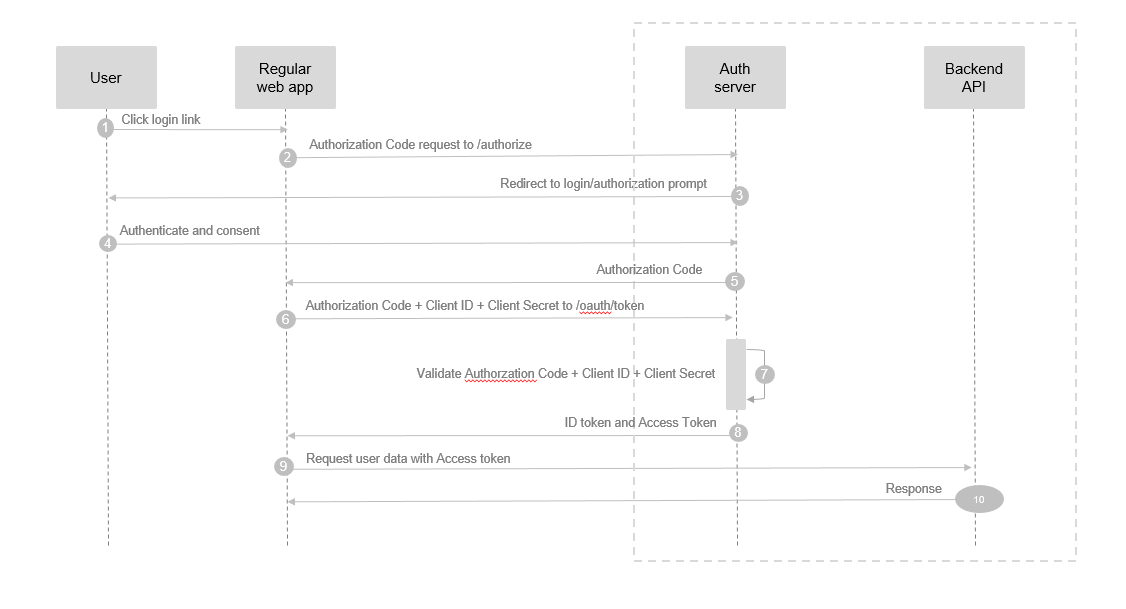 User
Regular
web app
Auth
server
Backend
API
1
Click login link
2
Authorization Code request to /authorize
Redirect to login/authorization prompt
3
4
Authenticate and consent
Authorization Code
5
6
Authorization Code + Client ID + Client Secret to /oauth/token
Validate Authorzation Code + Client ID + Client Secret
7
ID token and Access Token
8
9
Request user data with Access token
Response
10